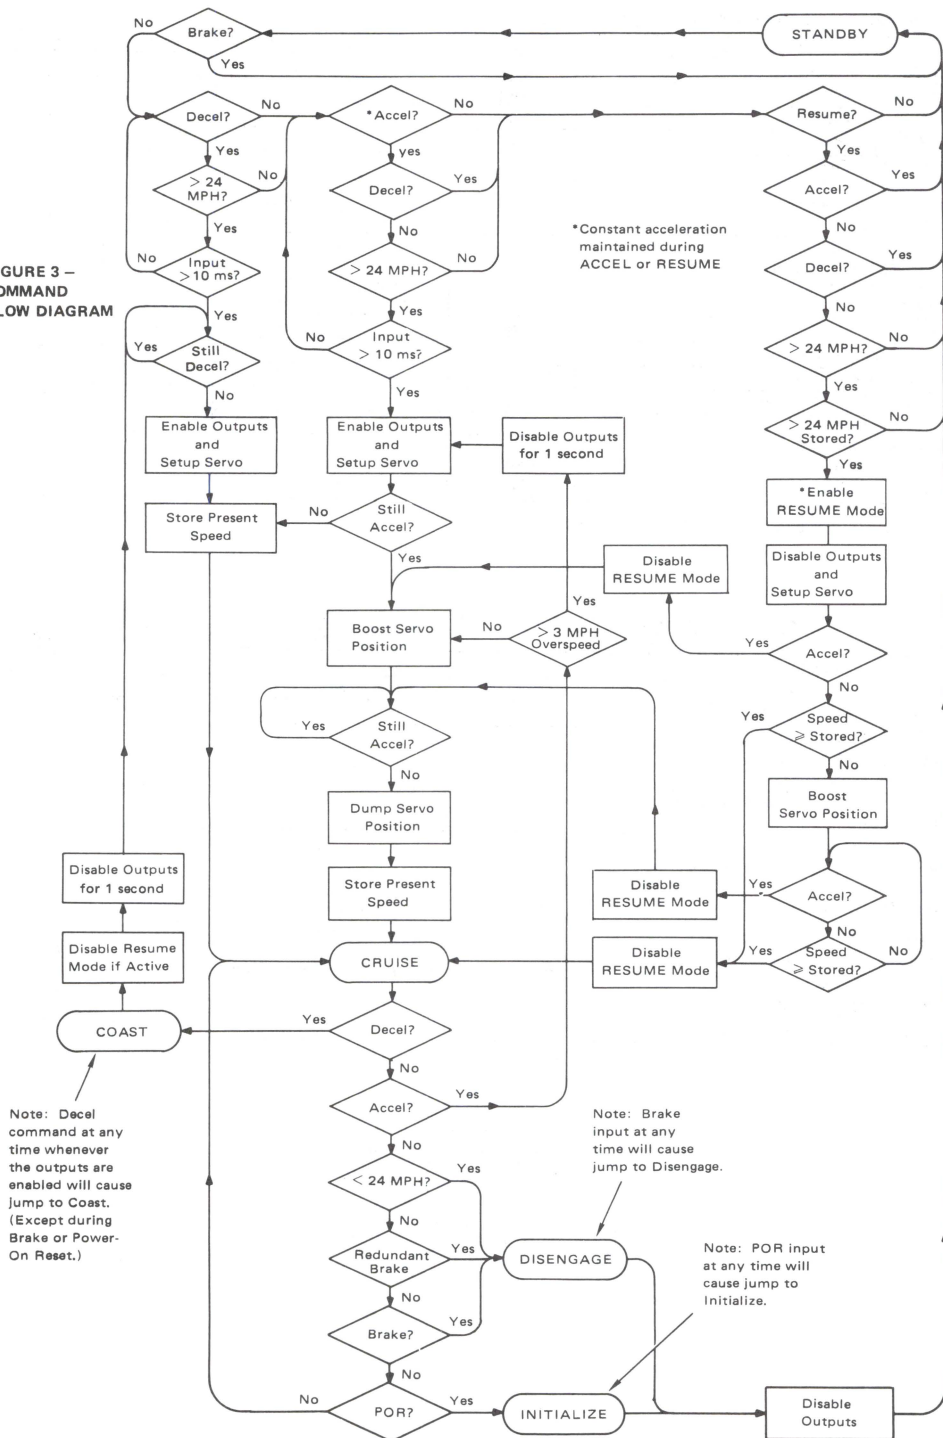 No
Brake?
STANDBY
Yes
Decel?
No
*Accel?
No
Resume?
No
Yes
yes
Yes
> 24
MPH?
No
Decel?
Yes
Accel?
Yes
Yes
No
No
*Constant acceleration
maintained during
ACCEL or RESUME
No
Input
> 10 ms?
> 24 MPH?
No
Decel?
Yes
GURE 3 –
OMMAND
LOW DIAGRAM
Yes
Yes
No
Yes
Still
Decel?
No
Input
> 10 ms?
> 24 MPH?
No
No
Yes
Yes
Enable Outputs
and
Setup Servo
Enable Outputs
and
Setup Servo
Disable Outputs
for 1 second
> 24 MPH
Stored?
No
Yes
Store Present
Speed
No
Still
Accel?
*Enable
RESUME Mode
Yes
Disable
RESUME Mode
Disable Outputs
and
Setup Servo
Yes
Boost Servo
Position
No
> 3 MPH
Overspeed
Yes
Accel?
No
Yes
Still
Accel?
Yes
Speed
⩾ Stored?
No
No
Dump Servo
Position
Boost
Servo Position
Disable Outputs
for 1 second
Store Present
Speed
Disable
RESUME Mode
Yes
Accel?
No
Disable Resume
Mode if Active
CRUISE
Disable
RESUME Mode
Yes
Speed
⩾ Stored?
No
COAST
Yes
Decel?
No
Accel?
Yes
No
Note: Decel
command at any
time whenever
the outputs are
enabled will cause
jump to Coast.
(Except during
Brake or Power-
On Reset.)
Note: Brake
input at any
time will cause
jump to Disengage.
< 24 MPH?
Yes
No
Redundant
Brake
Yes
DISENGAGE
No
Note: POR input
at any time will
cause jump to
Initialize.
Brake?
Yes
No
No
POR?
Yes
INITIALIZE
Disable
Outputs